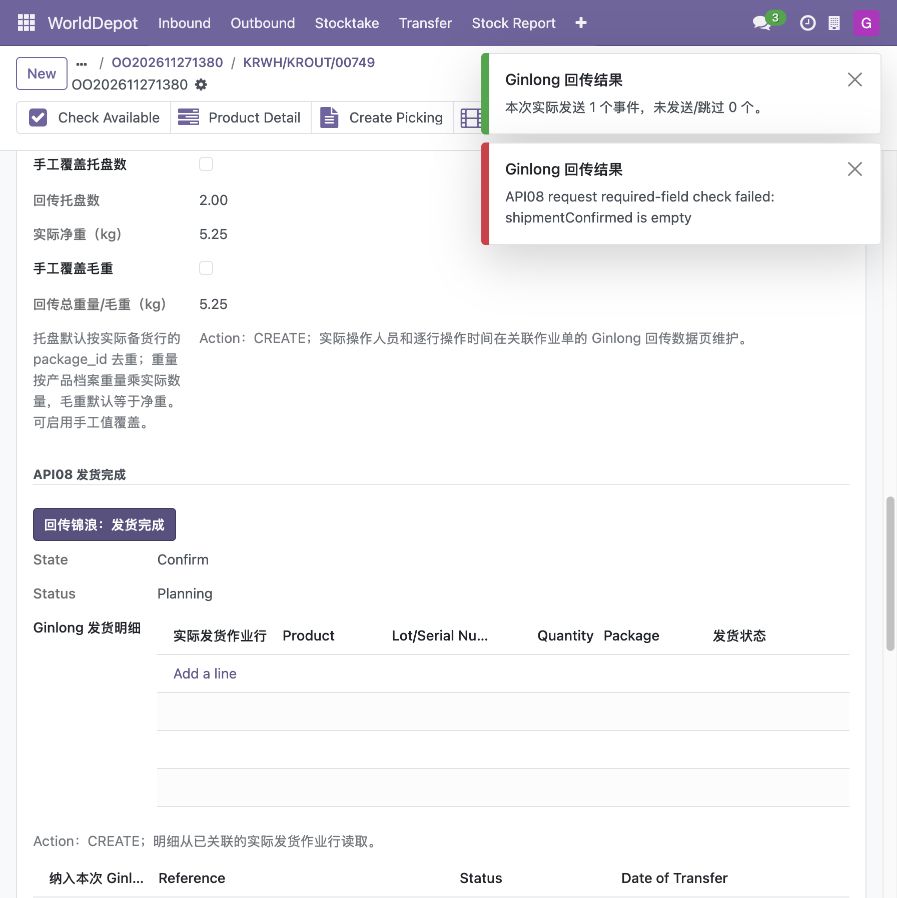 WorldDepot Inbound Outbound Stocktake Transfer Stock Report + 3 G
New ... / OO202611271380 / KRWH/KROUT/00749
OO202611271380
Check Available Product Detail Create Picking
Ginlong 回传结果
本次实际发送 1 个事件，未发送/跳过 0 个。
Ginlong 回传结果
API08 request required-field check failed:
shipmentConfirmed is empty
手工覆盖托盘数
回传托盘数 2.00
实际净重（kg） 5.25
手工覆盖毛重
回传总重量/毛重（kg） 5.25
托盘默认按实际备货行的 Action：CREATE；实际操作人员和逐行操作时间在关联作业单的 Ginlong 回传数据页维护。
package_id 去重；重量
按产品档案重量乘实际数
量，毛重默认等于净重。
可启用手工值覆盖。
API08 发货完成
回传锦浪：发货完成
State Confirm
Status Planning
Ginlong 发货明细 实际发货作业行 Product Lot/Serial Nu... Quantity Package 发货状态
Add a line
Action：CREATE；明细从已关联的实际发货作业行读取。
纳入本次 Ginl... Reference Status Date of Transfer